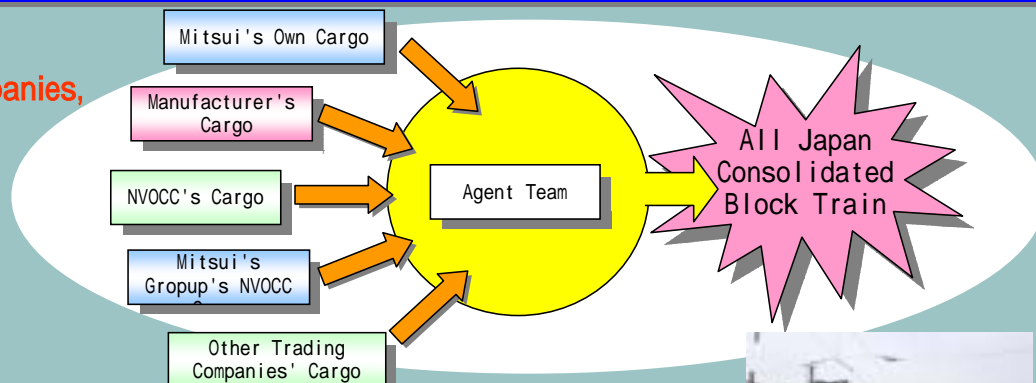 Mitsui's Own Cargo
panies,
Manufacturer's
Cargo
All Japan
Consolidated
Block Train
Agent Team
NVOCC's Cargo
Mitsui's
Gropup's NVOCC
Other Trading
Companies' Cargo